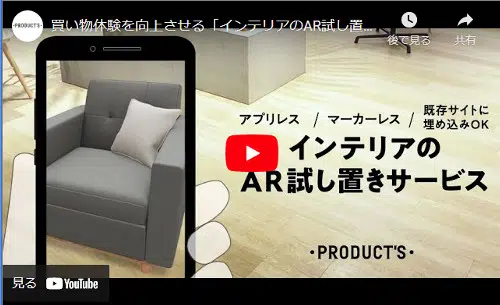 ·PRODUCT'S·
買い物体験を向上させる「インテリアのAR試し置...
後で見る
共有
アプリレス / マーカーレス / 既存サイトに
埋め込みOK
インテリアの
AR試し置きサービス
·PRODUCT'S·
見る YouTube